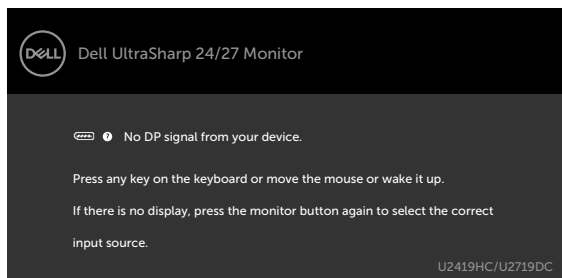 DELL Dell UltraSharp 24/27 Monitor
? No DP signal from your device.
Press any key on the keyboard or move the mouse or wake it up.
If there is no display, press the monitor button again to select the correct
input source.
U2419HC/U2719DC